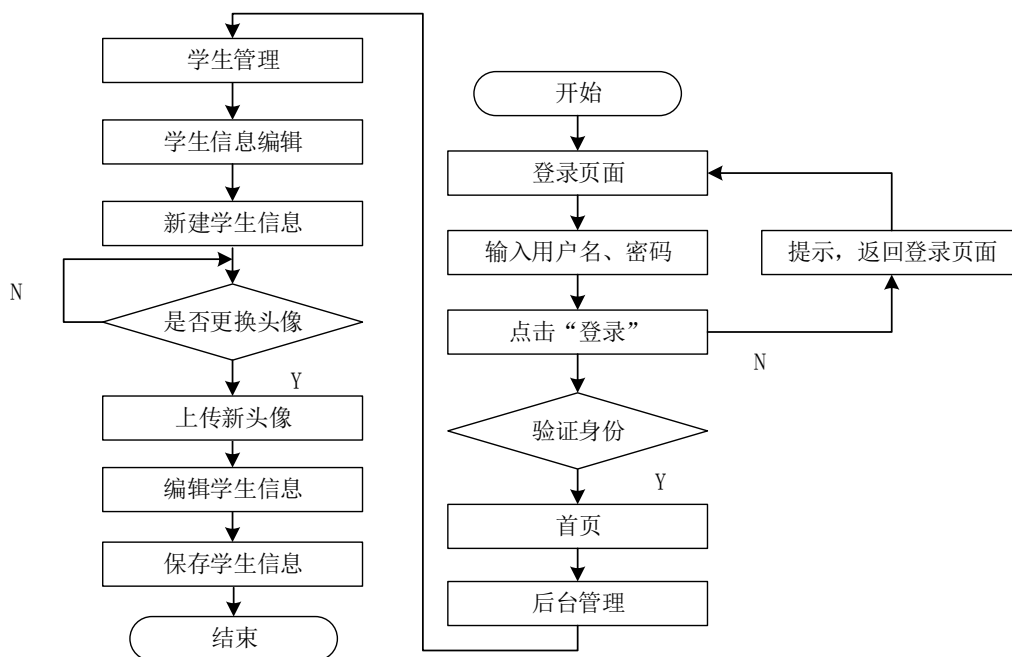 开始
登录页面
输入用户名、密码
提示，返回登录页面
点击“登录”
N
验证身份
Y
首页
后台管理
学生管理
学生信息编辑
新建学生信息
N
是否更换头像
Y
上传新头像
编辑学生信息
保存学生信息
结束